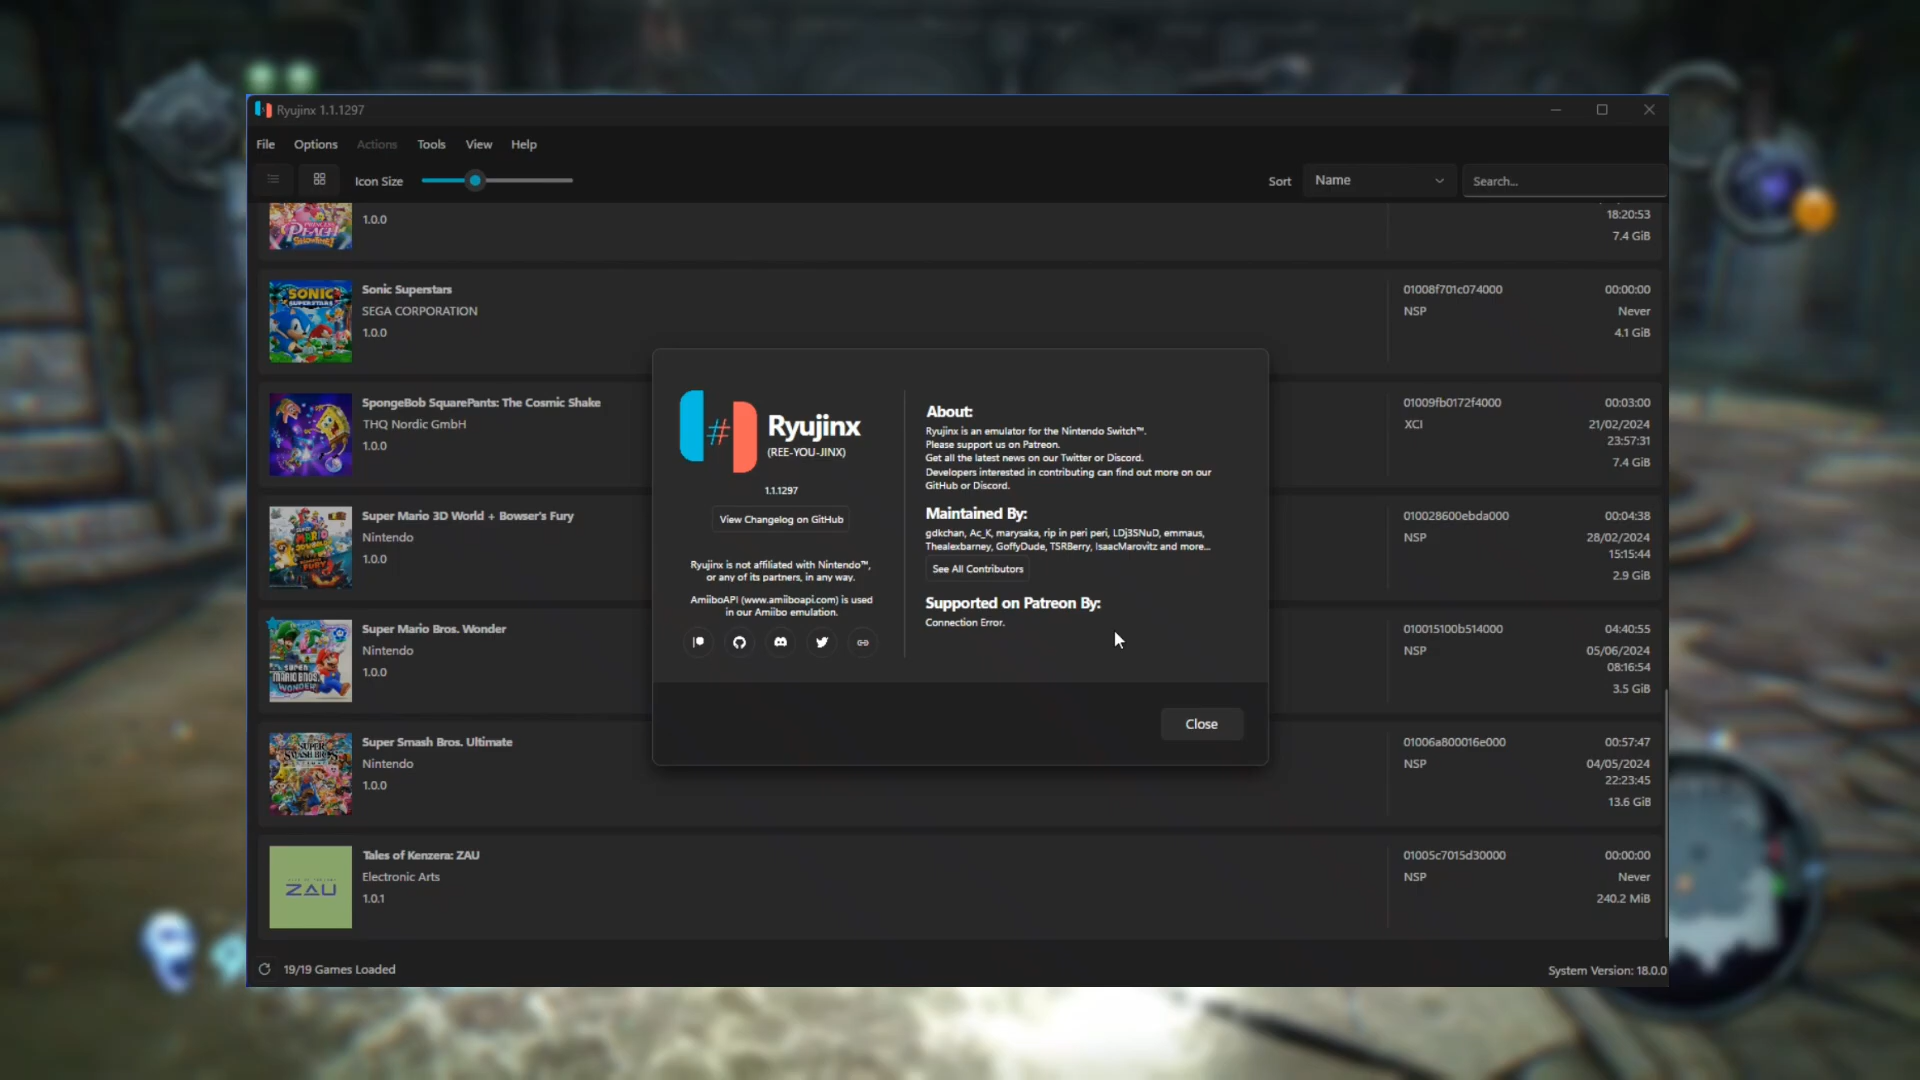 Ryujinx 1.1.1297
File Options Actions Tools View Help
Icon Size
Sort Name Search...
PEACH
Showtime!
1.0.0
18:20:53
7.4 GiB
SONIC
SUPERSTARS
Sonic Superstars
SEGA CORPORATION
1.0.0
01008f701c074000
NSP
00:00:00
Never
4.1 GiB
SpongeBob SquarePants: The Cosmic Shake
THQ Nordic GmbH
1.0.0
01009fb0172f4000
XCI
00:03:00
21/02/2024
23:57:31
7.4 GiB
Super Mario 3D World + Bowser's Fury
Nintendo
1.0.0
010028600ebda000
NSP
00:04:38
28/02/2024
15:15:44
2.9 GiB
SUPER
MARIO BROS.
WONDER
Super Mario Bros. Wonder
Nintendo
1.0.0
010015100b514000
NSP
04:40:55
05/06/2024
08:16:54
3.5 GiB
SUPER
SMASH BROS.
Super Smash Bros. Ultimate
Nintendo
1.0.0
01006a800016e000
NSP
00:57:47
04/05/2024
22:23:45
13.6 GiB
ZAU
Tales of Kenzera: ZAU
Electronic Arts
1.0.1
01005c7015d30000
NSP
00:00:00
Never
240.2 MiB
#
Ryujinx
(REE-YOU-JINX)
1.1.1297
View Changelog on GitHub
Ryujinx is not affiliated with Nintendo™,
or any of its partners, in any way.
AmiiboAPI (www.amiiboapi.com) is used
in our Amiibo emulation.
About:
Ryujinx is an emulator for the Nintendo Switch™.
Please support us on Patreon.
Get all the latest news on our Twitter or Discord.
Developers interested in contributing can find out more on our
GitHub or Discord.
Maintained By:
gdkchan, Ac_K, marysaka, rip in peri peri, LDj3SNuD, emmaus,
Thealexbarney, GoffyDude, TSRBerry, IsaacMarovitz and more...
See All Contributors
Supported on Patreon By:
Connection Error.
Close
19/19 Games Loaded
System Version: 18.0.0